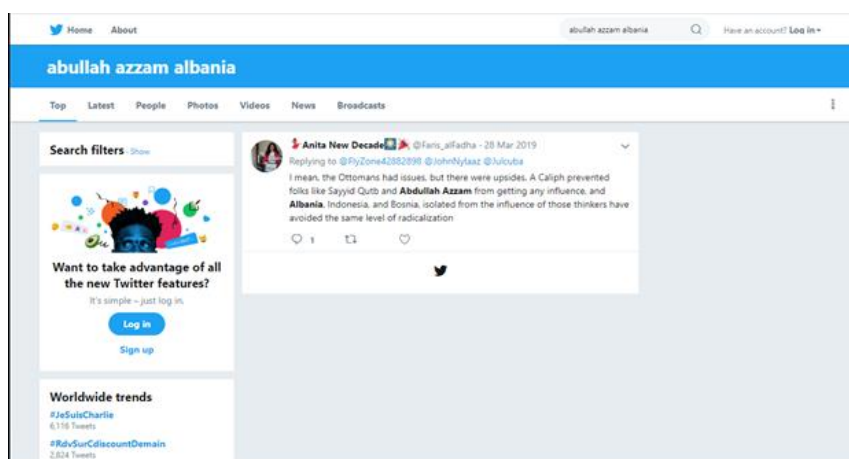 Home About
abullah azzam albania
Have an account? Log in
abullah azzam albania
Top Latest People Photos Videos News Broadcasts
Search filters · Show
Anita New Decade @Faris_alFadha · 28 Mar 2019
Replying to @FlyZone42882898 @JohnNylaaz @Julcuba
I mean, the Ottomans had issues, but there were upsides. A Caliph prevented
folks like Sayyid Qutb and Abdullah Azzam from getting any influence, and
Albania, Indonesia, and Bosnia, isolated from the influence of those thinkers have
avoided the same level of radicalization
1
Want to take advantage of all
the new Twitter features?
It's simple – just log in.
Log in
Sign up
Worldwide trends
#JeSuisCharlie
6,116 Tweets
#RdvSurCdiscountDemain
2,824 Tweets